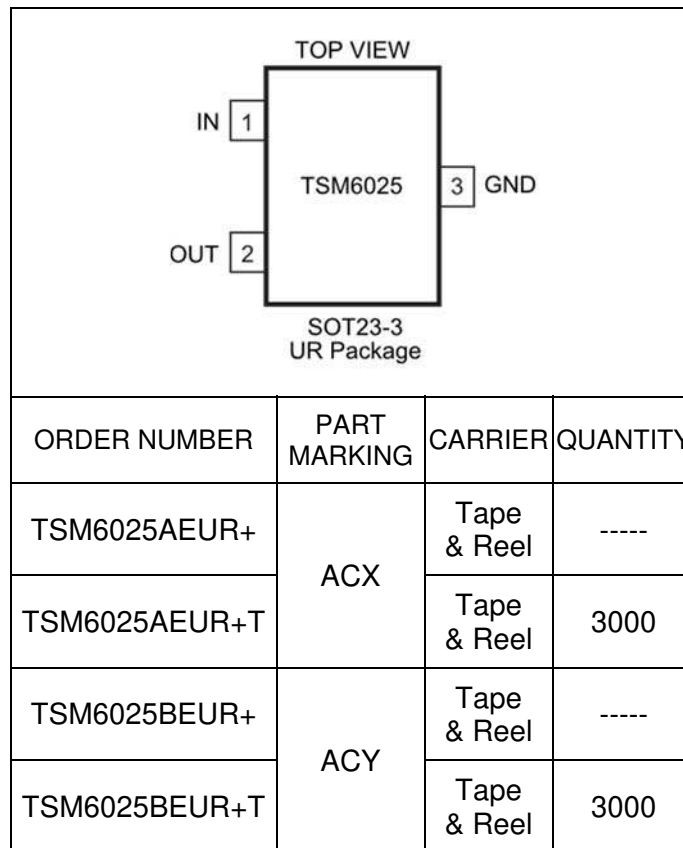 TOP VIEW
IN 1
TSM6025
3 GND
OUT 2
SOT23-3
UR Package
ORDER NUMBER PART MARKING CARRIER QUANTITY
TSM6025AEUR+ ACX Tape & Reel -----
TSM6025AEUR+T Tape & Reel 3000
TSM6025BEUR+ ACY Tape & Reel -----
TSM6025BEUR+T Tape & Reel 3000